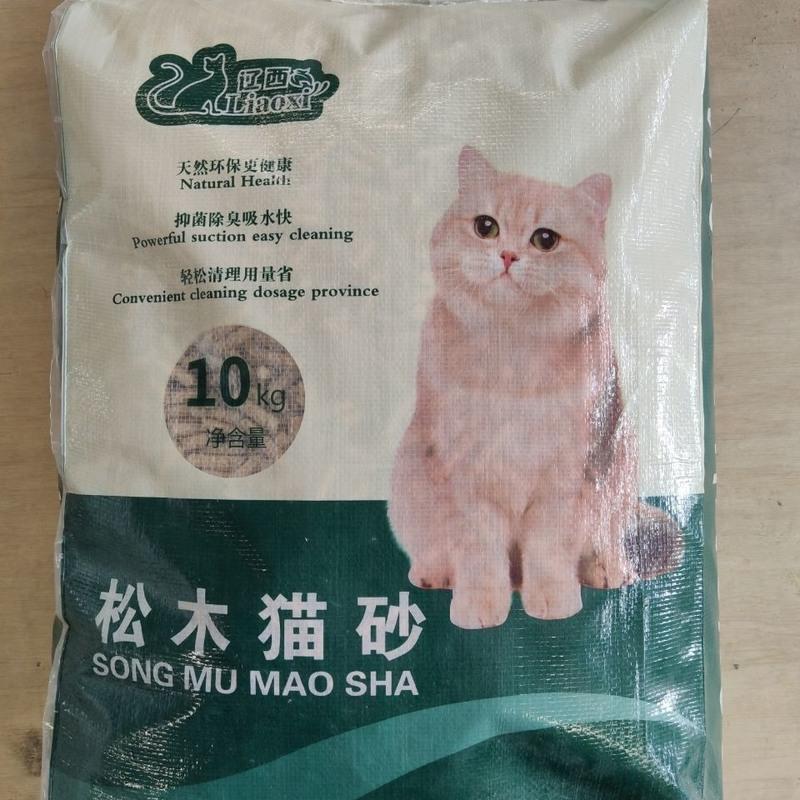 辽西
Liaoxi
天然环保更健康
Natural Health
抑菌除臭吸水快
Powerful suction easy cleaning
轻松清理用量省
Convenient cleaning dosage province
10kg
净含量
松木猫砂
SONG MU MAO SHA